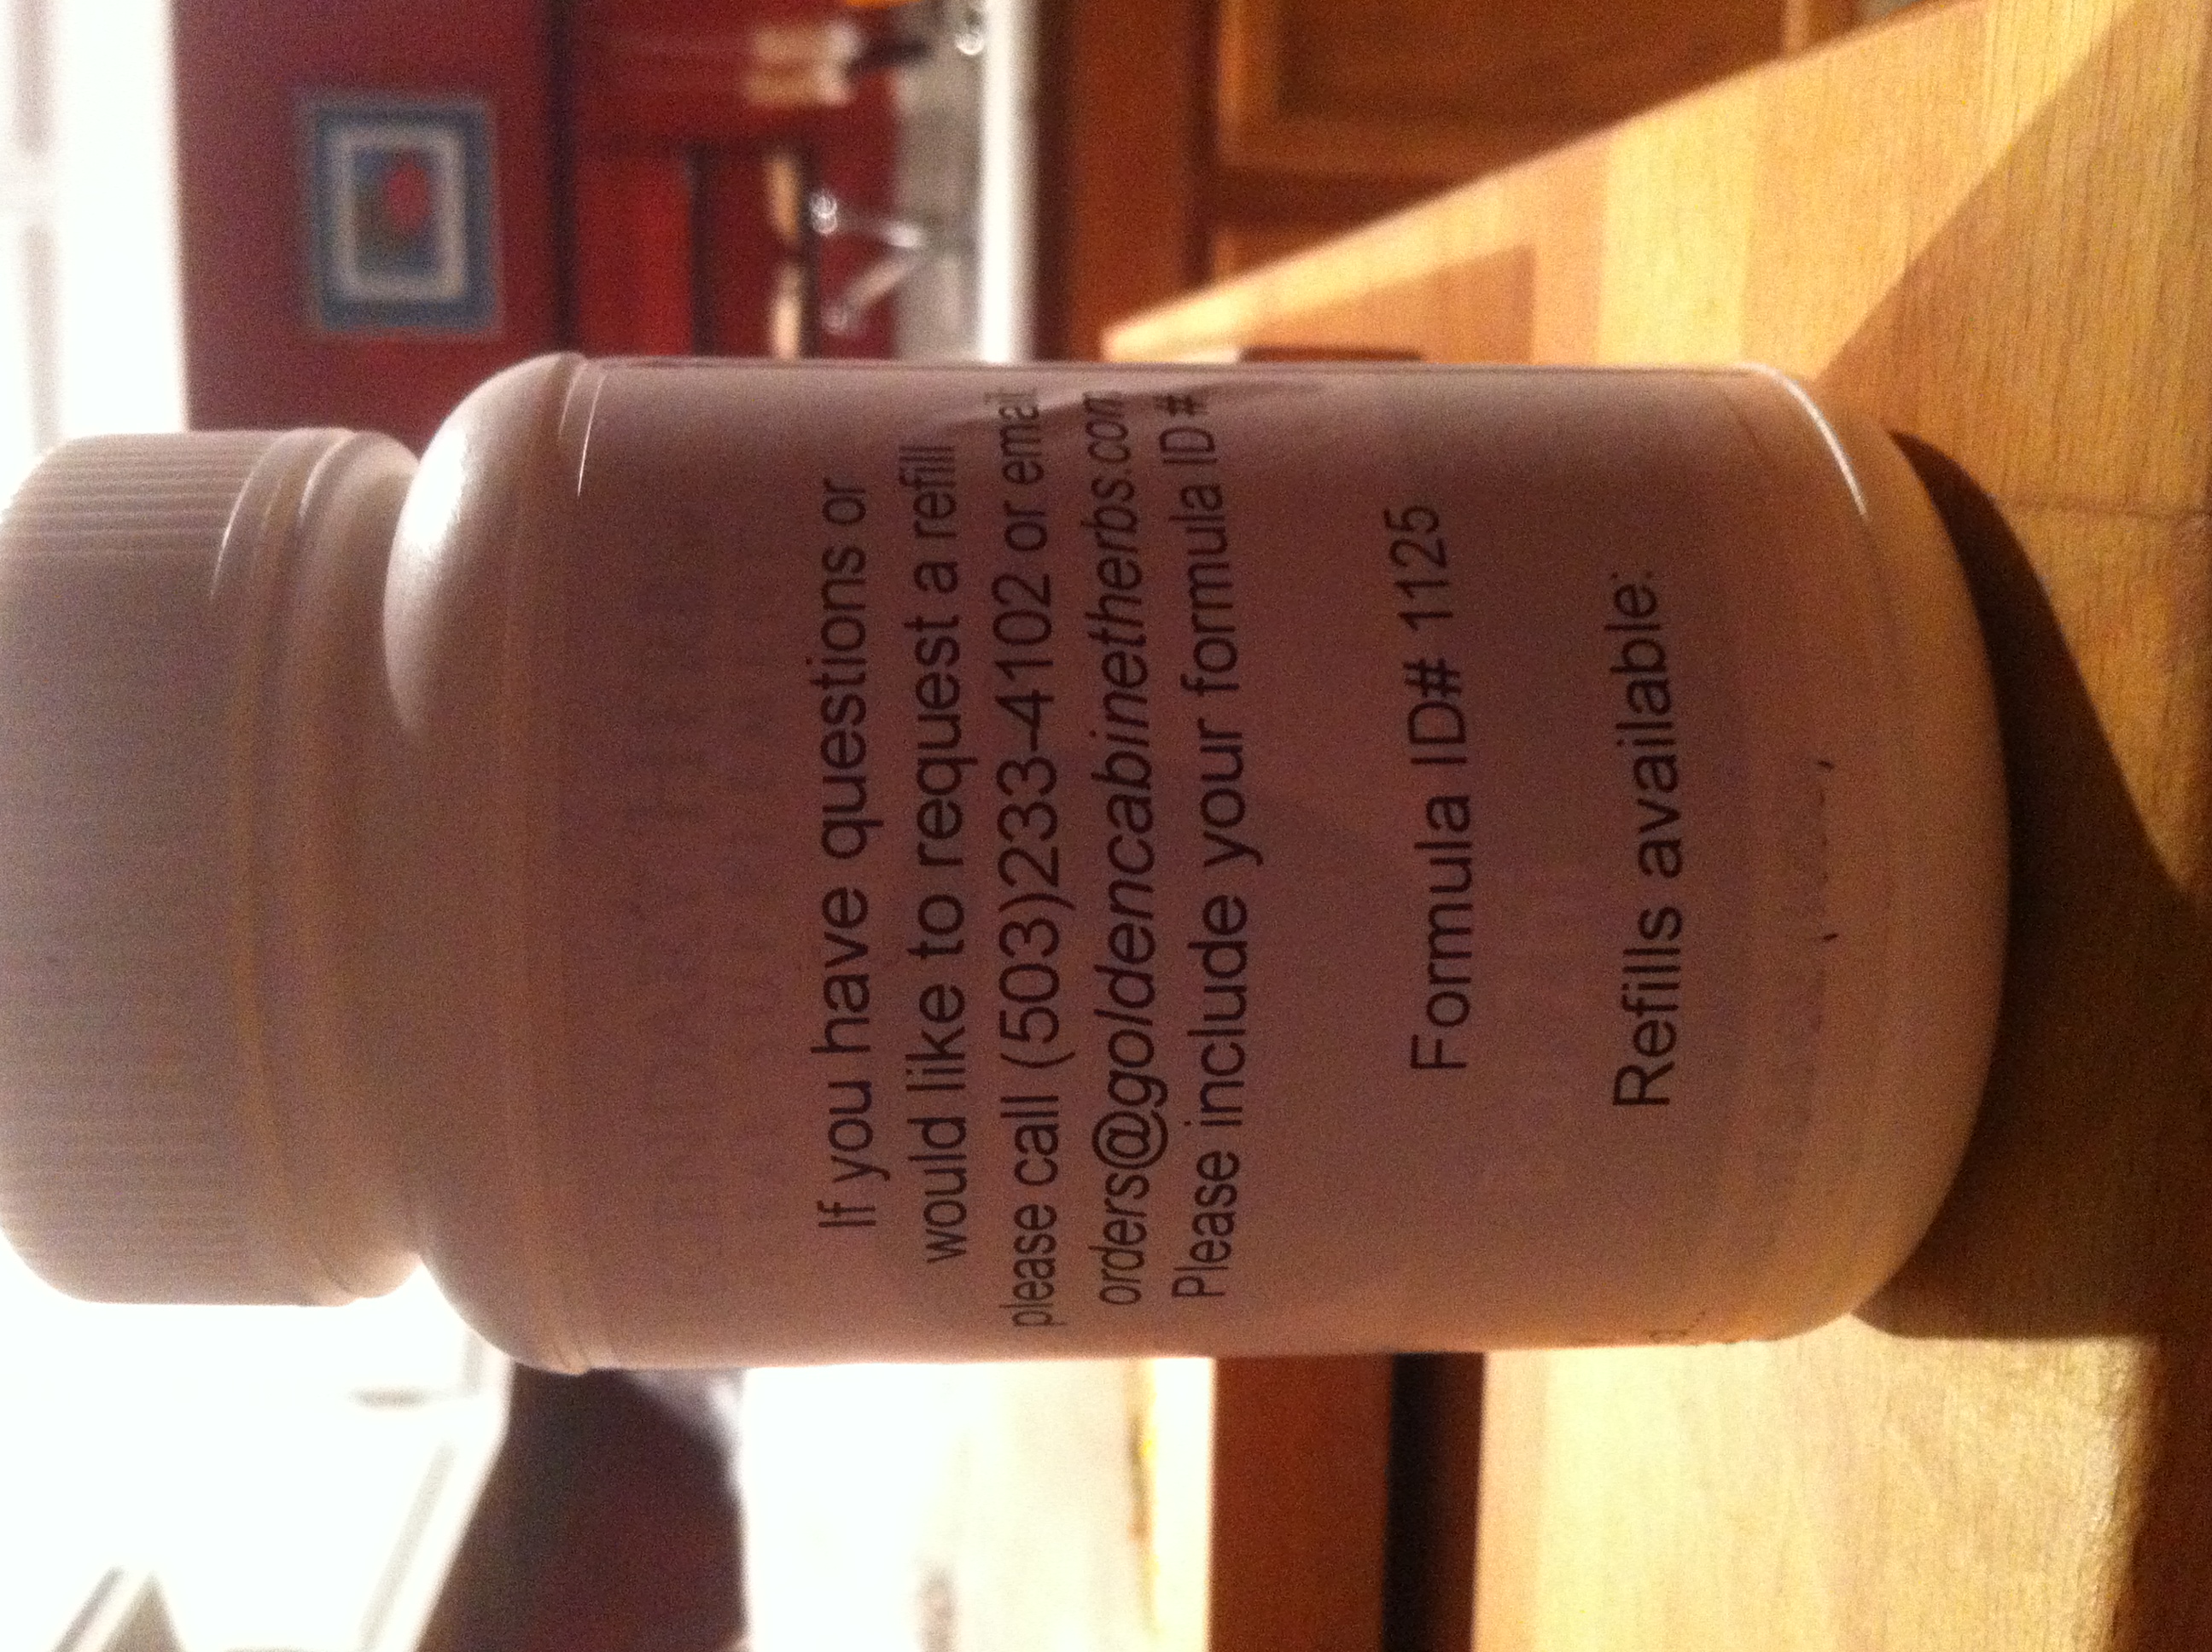 If you have questions or
would like to request a refill
please call (503)233-4102 or email
orders@goldencabinetherbs.com
Please include your formula ID #
Formula ID# 1125
Refills available: